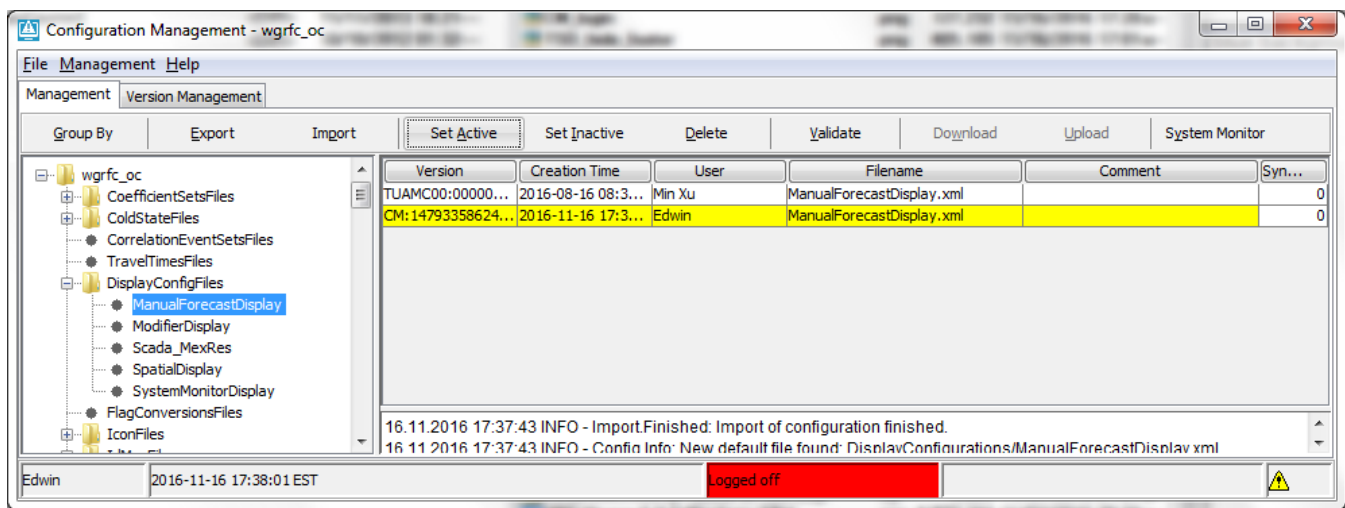 Configuration Management - wgrfc_oc
File Management Help
Management Version Management
Group By Export Import Set Active Set Inactive Delete Validate Download Upload System Monitor
wgrfc_oc
CoefficientSetsFiles
ColdStateFiles
CorrelationEventSetsFiles
TravelTimesFiles
DisplayConfigFiles
ManualForecastDisplay
ModifierDisplay
Scada_MexRes
SpatialDisplay
SystemMonitorDisplay
FlagConversionsFiles
IconFiles
Version Creation Time User Filename Comment Syn...
TUAMC00:00000... 2016-08-16 08:3... Min Xu ManualForecastDisplay.xml 0
CM:14793358624... 2016-11-16 17:3... Edwin ManualForecastDisplay.xml 0
16.11.2016 17:37:43 INFO - Import.Finished: Import of configuration finished.
16.11.2016 17:37:43 INFO - Config.Info: New default file found: DisplayConfigurations/ManualForecastDisplay.xml
Edwin 2016-11-16 17:38:01 EST Logged off